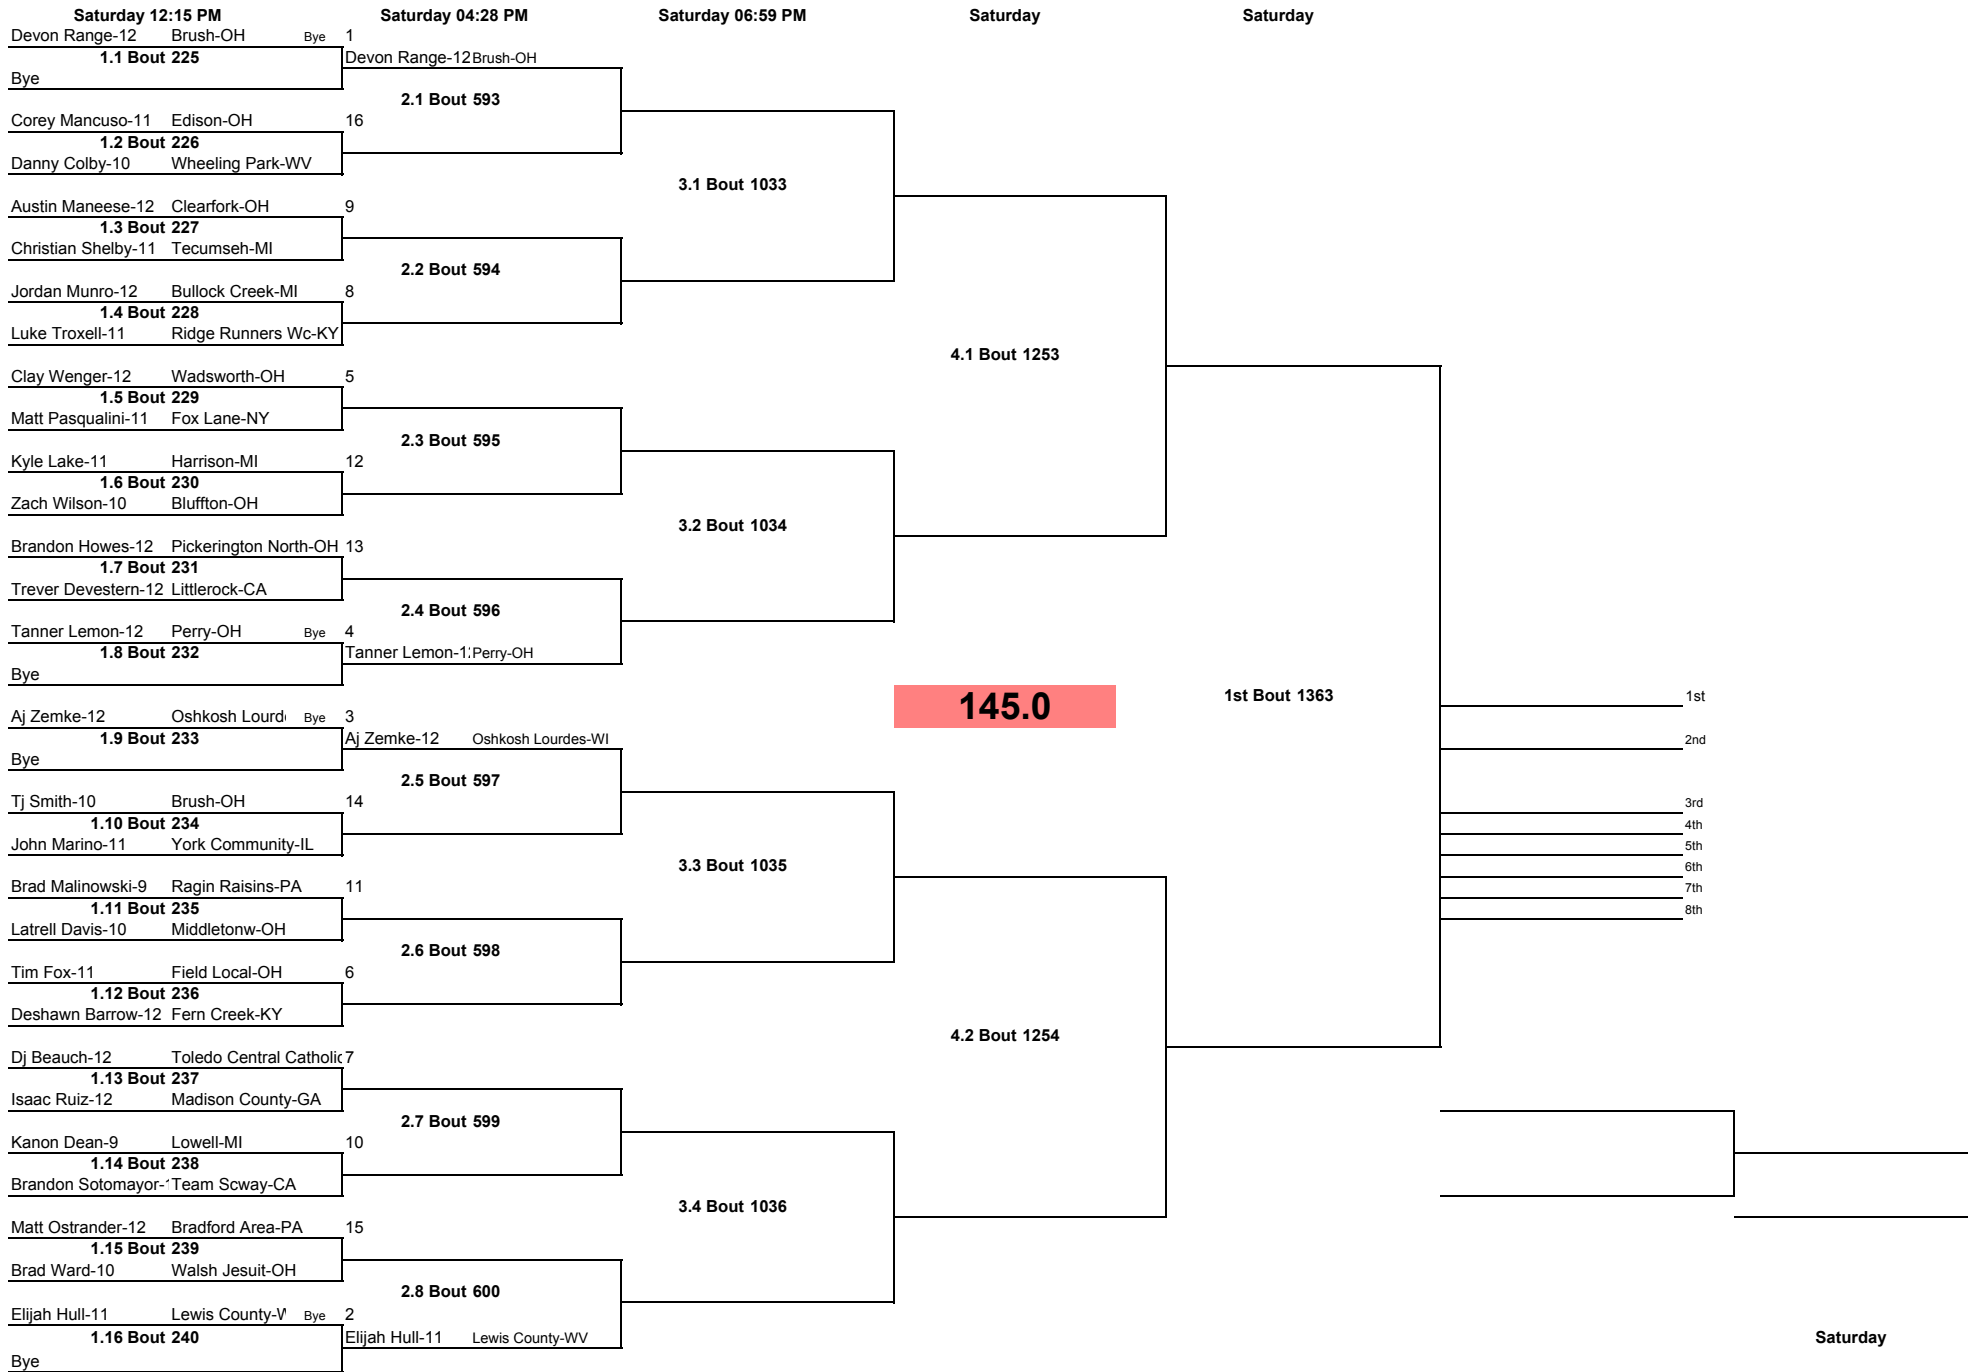 Saturday 12:15 PM Saturday 04:28 PM Saturday 06:59 PM Saturday Saturday
Devon Range-12 Brush-OH Bye 1
1.1 Bout 225 Devon Range-12 Brush-OH
Bye
2.1 Bout 593
Corey Mancuso-11 Edison-OH 16
1.2 Bout 226
Danny Colby-10 Wheeling Park-WV
3.1 Bout 1033
Austin Maneese-12 Clearfork-OH 9
1.3 Bout 227
Christian Shelby-11 Tecumseh-MI
2.2 Bout 594
Jordan Munro-12 Bullock Creek-MI 8
1.4 Bout 228
Luke Troxell-11 Ridge Runners Wc-KY
4.1 Bout 1253
Clay Wenger-12 Wadsworth-OH 5
1.5 Bout 229
Matt Pasqualini-11 Fox Lane-NY
2.3 Bout 595
Kyle Lake-11 Harrison-MI 12
1.6 Bout 230
Zach Wilson-10 Bluffton-OH
3.2 Bout 1034
Brandon Howes-12 Pickerington North-OH 13
1.7 Bout 231
Trever Devestern-12 Littlerock-CA
2.4 Bout 596
Tanner Lemon-12 Perry-OH Bye 4
1.8 Bout 232 Tanner Lemon-1 Perry-OH
Bye
145.0 1st Bout 1363 1st
Aj Zemke-12 Oshkosh Lourd Bye 3
1.9 Bout 233 Aj Zemke-12 Oshkosh Lourdes-WI 2nd
Bye
2.5 Bout 597
Tj Smith-10 Brush-OH 14 3rd
1.10 Bout 234 4th
John Marino-11 York Community-IL 5th
3.3 Bout 1035 6th
Brad Malinowski-9 Ragin Raisins-PA 11 7th
1.11 Bout 235 8th
Latrell Davis-10 Middletonw-OH
2.6 Bout 598
Tim Fox-11 Field Local-OH 6
1.12 Bout 236
Deshawn Barrow-12 Fern Creek-KY
4.2 Bout 1254
Dj Beauch-12 Toledo Central Catholic 7
1.13 Bout 237
Isaac Ruiz-12 Madison County-GA
2.7 Bout 599
Kanon Dean-9 Lowell-MI 10
1.14 Bout 238
Brandon Sotomayor- Team Scway-CA
3.4 Bout 1036
Matt Ostrander-12 Bradford Area-PA 15
1.15 Bout 239
Brad Ward-10 Walsh Jesuit-OH
2.8 Bout 600
Elijah Hull-11 Lewis County- Bye 2
1.16 Bout 240 Elijah Hull-11 Lewis County-WV Saturday
Bye